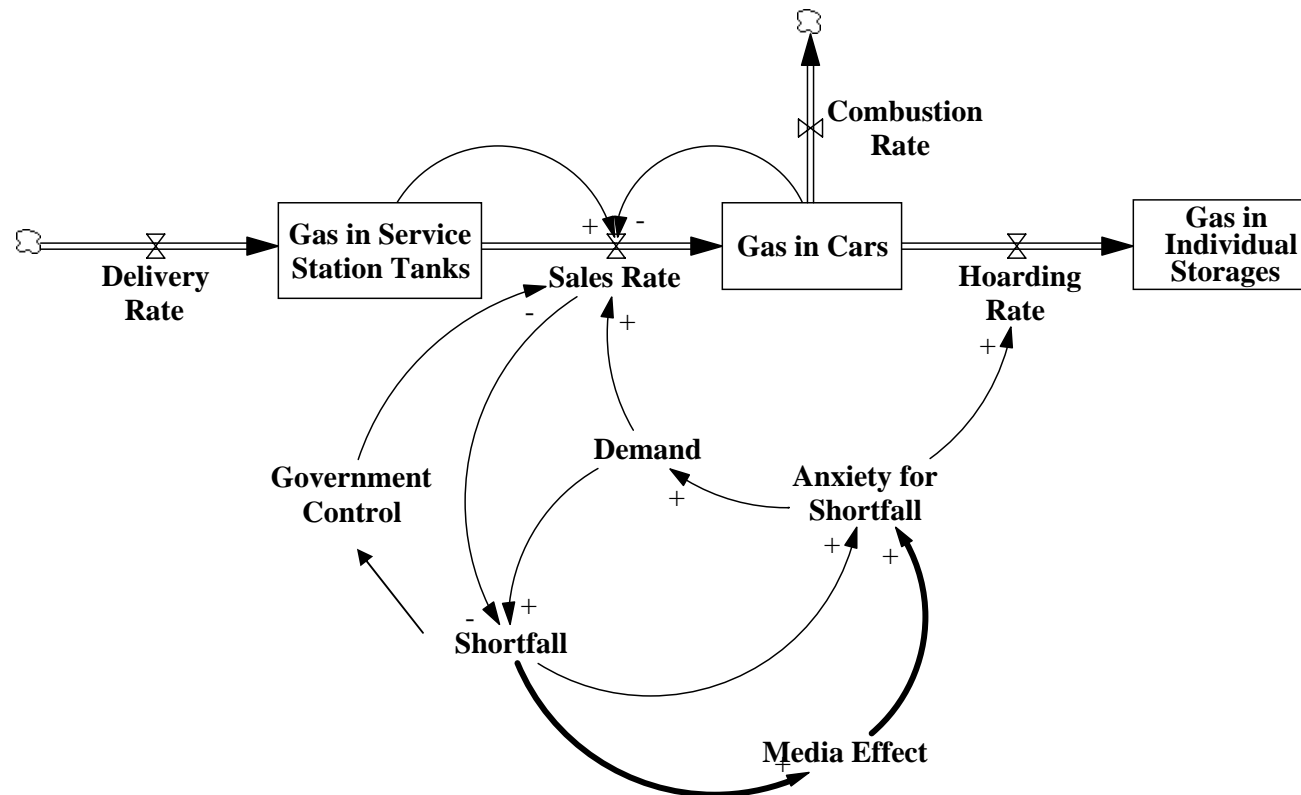 Combustion
Rate
+
-
Gas in Service
Station Tanks
Gas in Cars
Gas in
Individual
Storages
Delivery
Rate
Sales Rate
Hoarding
Rate
-
+
+
Demand
Government
Control
Anxiety for
Shortfall
+
+
+
+
-
Shortfall
Media Effect
+